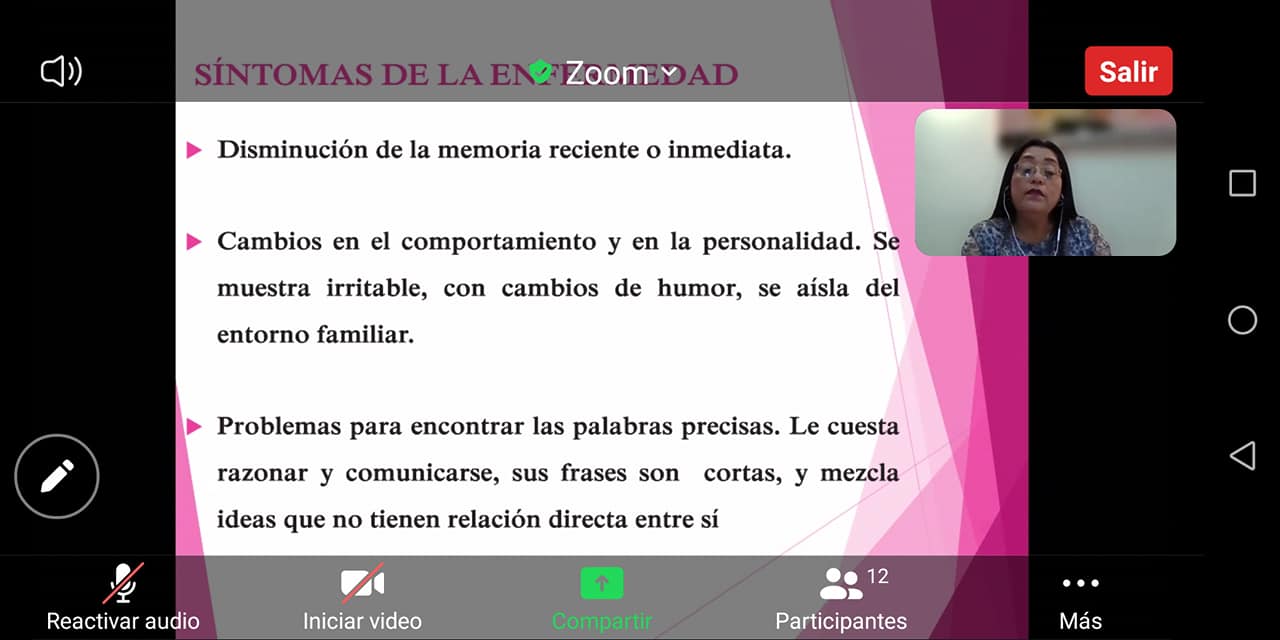 SÍNTOMAS DE LA ENFERMEDAD
Zoom
Salir
Disminución de la memoria reciente o inmediata.
Cambios en el comportamiento y en la personalidad. Se
muestra irritable, con cambios de humor, se aísla del
entorno familiar.
Problemas para encontrar las palabras precisas. Le cuesta
razonar y comunicarse, sus frases son cortas, y mezcla
ideas que no tienen relación directa entre sí
12
Reactivar audio
Iniciar video
Compartir
Participantes
Más